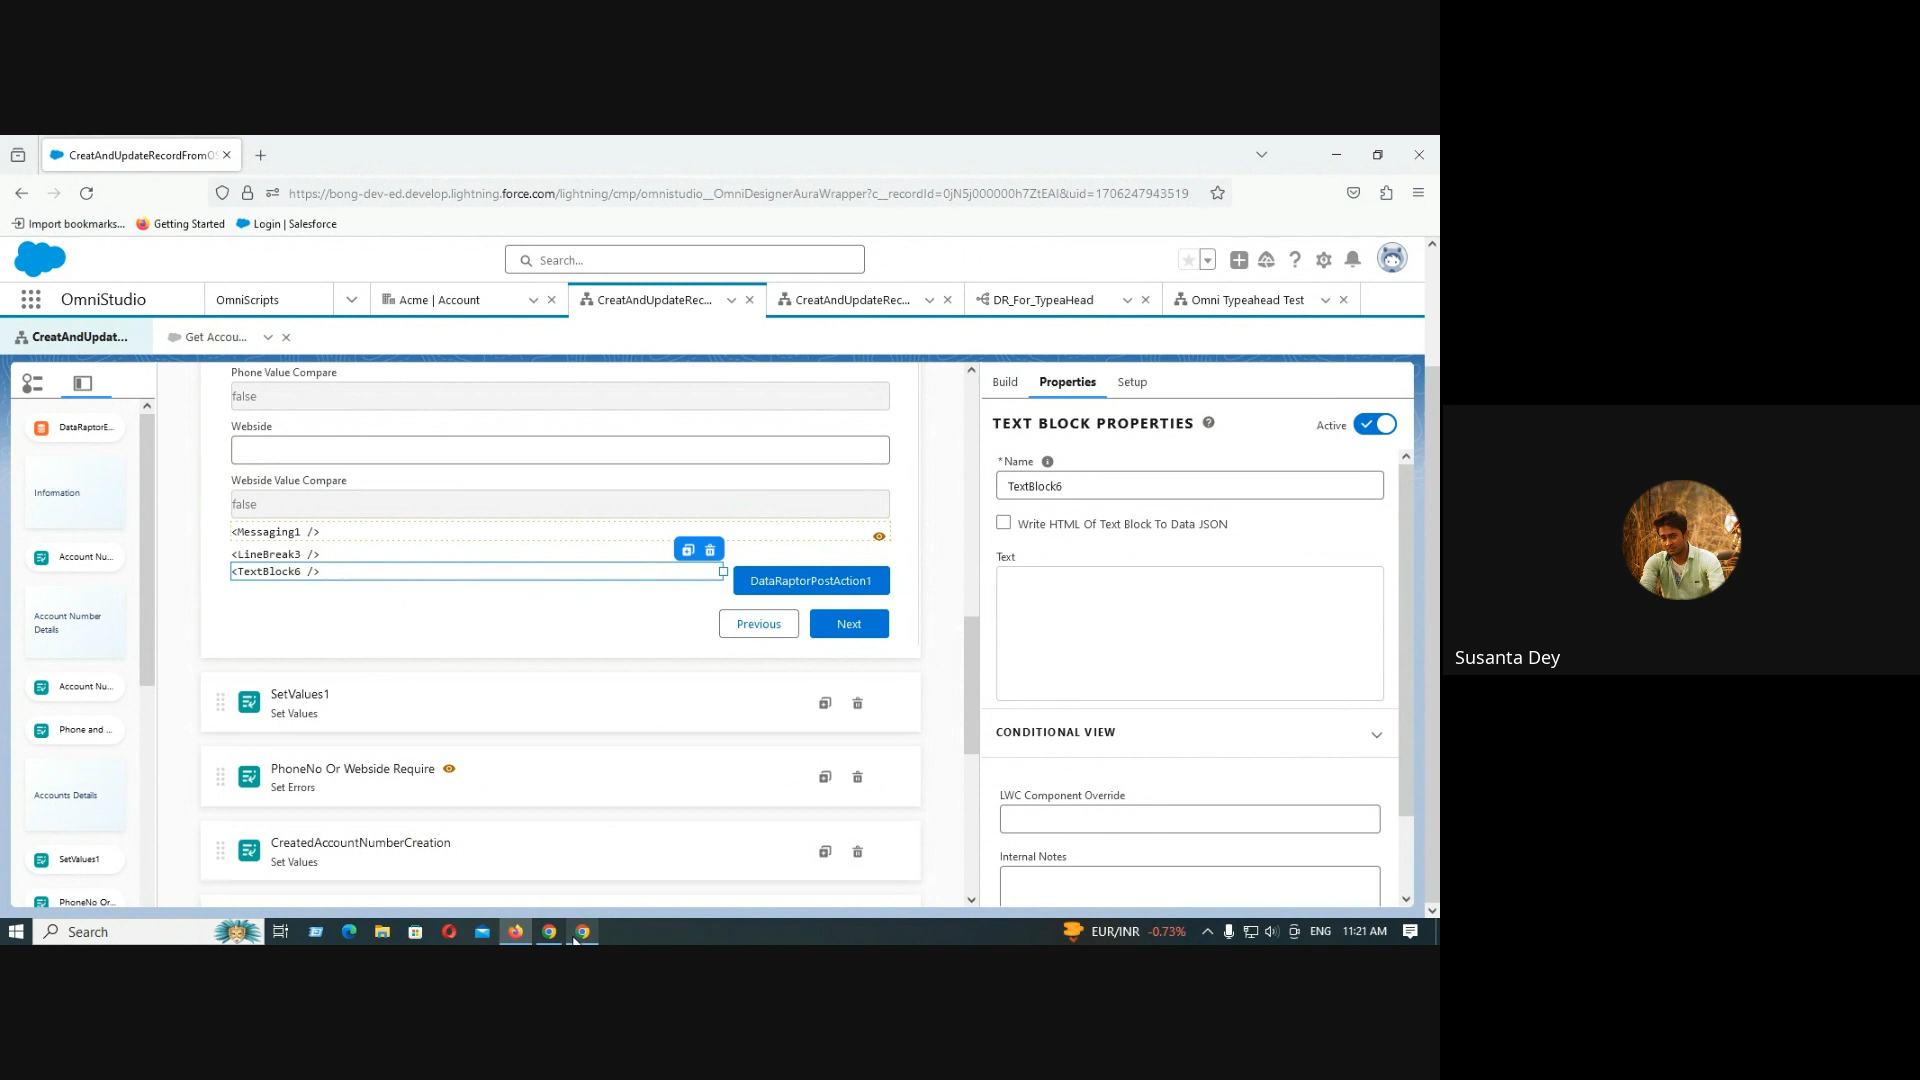 CreatAndUpdateRecordFromOS
https://bong-dev-ed.develop.lightning.force.com/lightning/cmp/omnistudio__OmniDesignerAuraWrapper?c__recordId=0jN5j000000h7ZtEAI&uid=1706247943519
Import bookmarks... Getting Started Login | Salesforce
Search...
OmniStudio OmniScripts Acme | Account CreatAndUpdateRec... CreatAndUpdateRec... DR_For_TypeaHead Omni Typeahead Test
CreatAndUpdat... Get Accou...
DataRaptorE...
Information
Account Nu...
Account Number
Details
Account Nu...
Phone and ...
Accounts Details
SetValues1
PhoneNo Or...
Phone Value Compare
false
Webside
Webside Value Compare
false
<Messaging1 />
<LineBreak3 />
<TextBlock6 />
DataRaptorPostAction1
Previous Next
SetValues1
Set Values
PhoneNo Or Webside Require
Set Errors
CreatedAccountNumberCreation
Set Values
Build Properties Setup
TEXT BLOCK PROPERTIES Active
*Name
TextBlock6
Write HTML Of Text Block To Data JSON
Text
CONDITIONAL VIEW
LWC Component Override
Internal Notes
Search
EUR/INR -0.73% ENG 11:21 AM
Susanta Dey